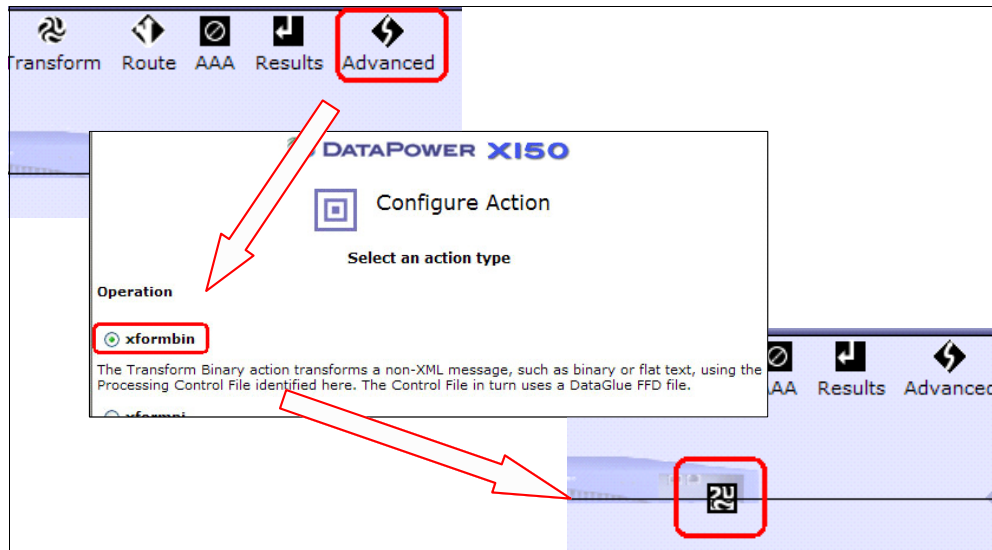 Transform Route AAA Results Advanced
DATAPOWER XI50
Configure Action
Select an action type
Operation
xformbin
The Transform Binary action transforms a non-XML message, such as binary or flat text, using the
Processing Control File identified here. The Control File in turn uses a DataGlue FFD file.
AAA Results Advanced